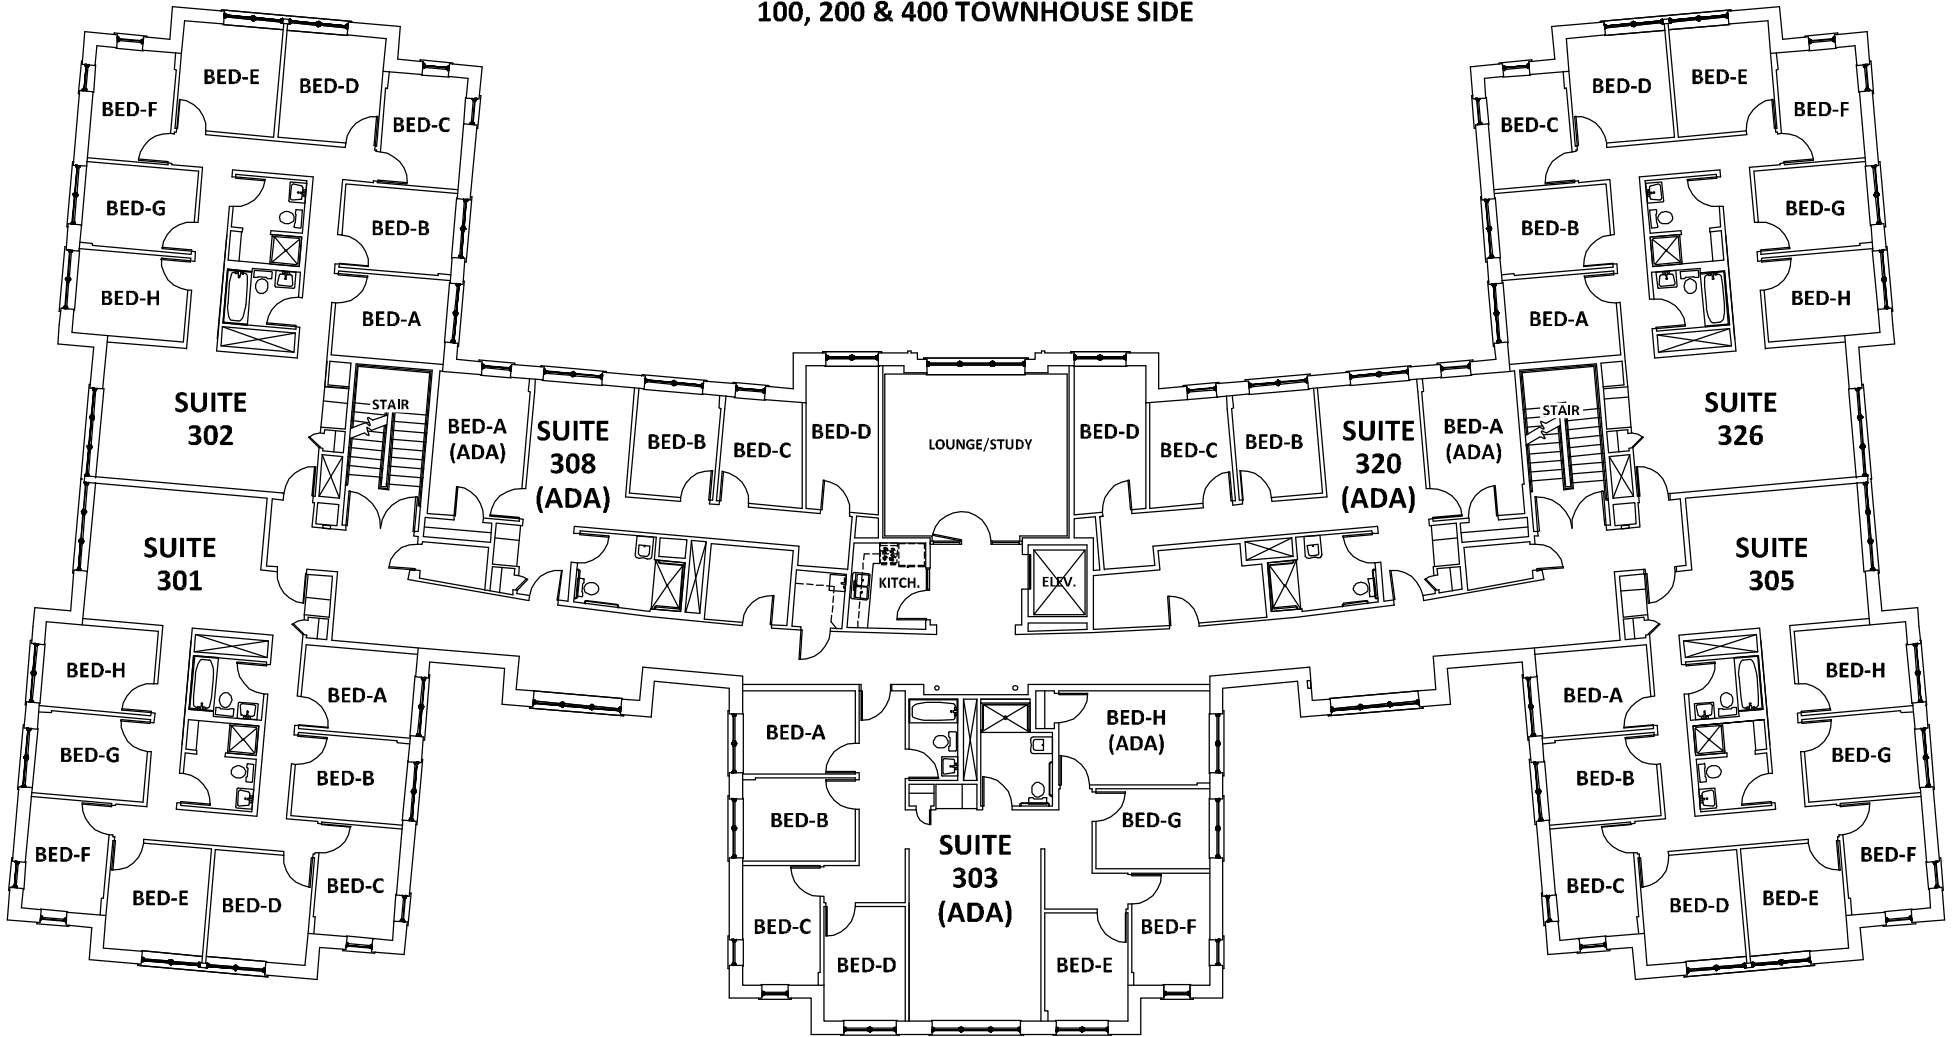 100, 200 & 400 TOWNHOUSE SIDE
BED-E
BED-D
BED-F
BED-C
BED-G
BED-B
BED-H
BED-A
SUITE
302
STAIR
BED-D
BED-E
BED-C
BED-F
BED-B
BED-G
BED-A
BED-H
SUITE
326
STAIR
BED-A
(ADA)
SUITE
308
(ADA)
BED-B
BED-C
BED-D
LOUNGE/STUDY
BED-D
BED-C
BED-B
SUITE
320
(ADA)
BED-A
(ADA)
KITCH.
ELEV.
SUITE
301
BED-H
BED-A
BED-G
BED-B
BED-F
BED-C
BED-E
BED-D
BED-A
BED-H
(ADA)
BED-B
BED-G
SUITE
303
(ADA)
BED-C
BED-F
BED-D
BED-E
SUITE
305
BED-A
BED-H
BED-B
BED-G
BED-C
BED-F
BED-D
BED-E